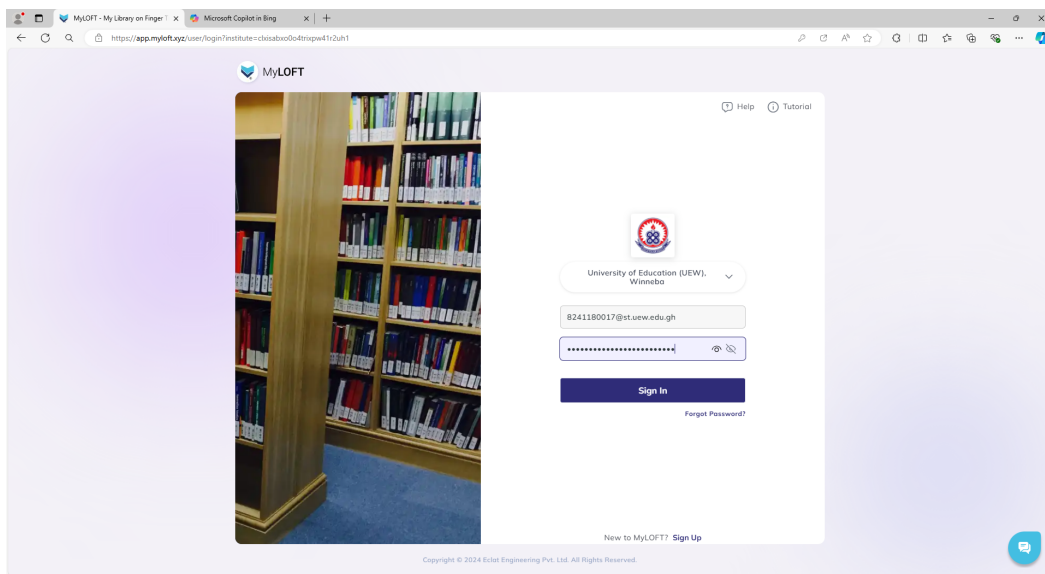 MyLOFT - My Library on Finger T
Microsoft Copilot in Bing
https://app.myloft.xyz/user/login?institute=clxisabxo0o4trixpw41r2uh1
MyLOFT
Help
Tutorial
University of Education (UEW),
Winneba
8241180017@st.uew.edu.gh
Sign In
Forgot Password?
New to MyLOFT? Sign Up
Copyright © 2024 Eclat Engineering Pvt. Ltd. All Rights Reserved.